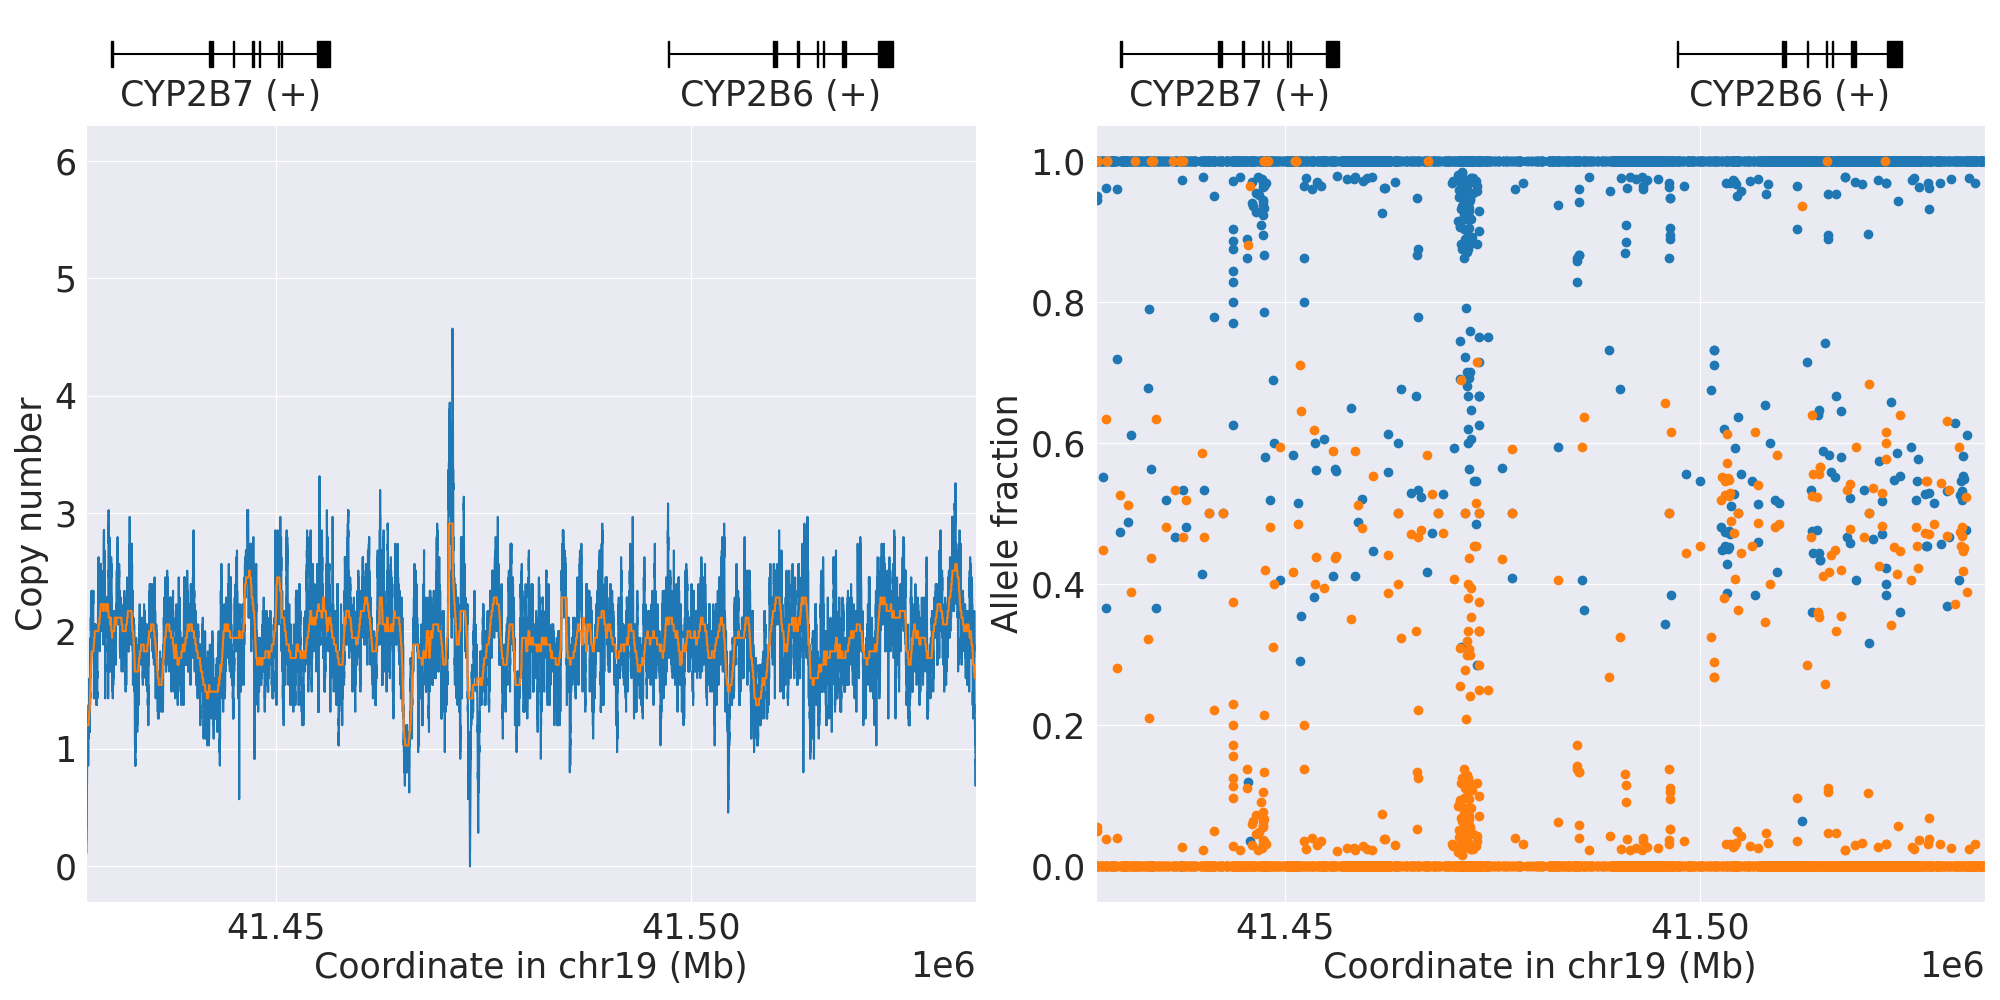 CYP2B7 (+)
CYP2B6 (+)
6
5
4
3
2
1
0
Copy number
41.45
41.50
Coordinate in chr19 (Mb)
1e6
CYP2B7 (+)
CYP2B6 (+)
1.0
0.8
0.6
0.4
0.2
0.0
Allele fraction
41.45
41.50
Coordinate in chr19 (Mb)
1e6